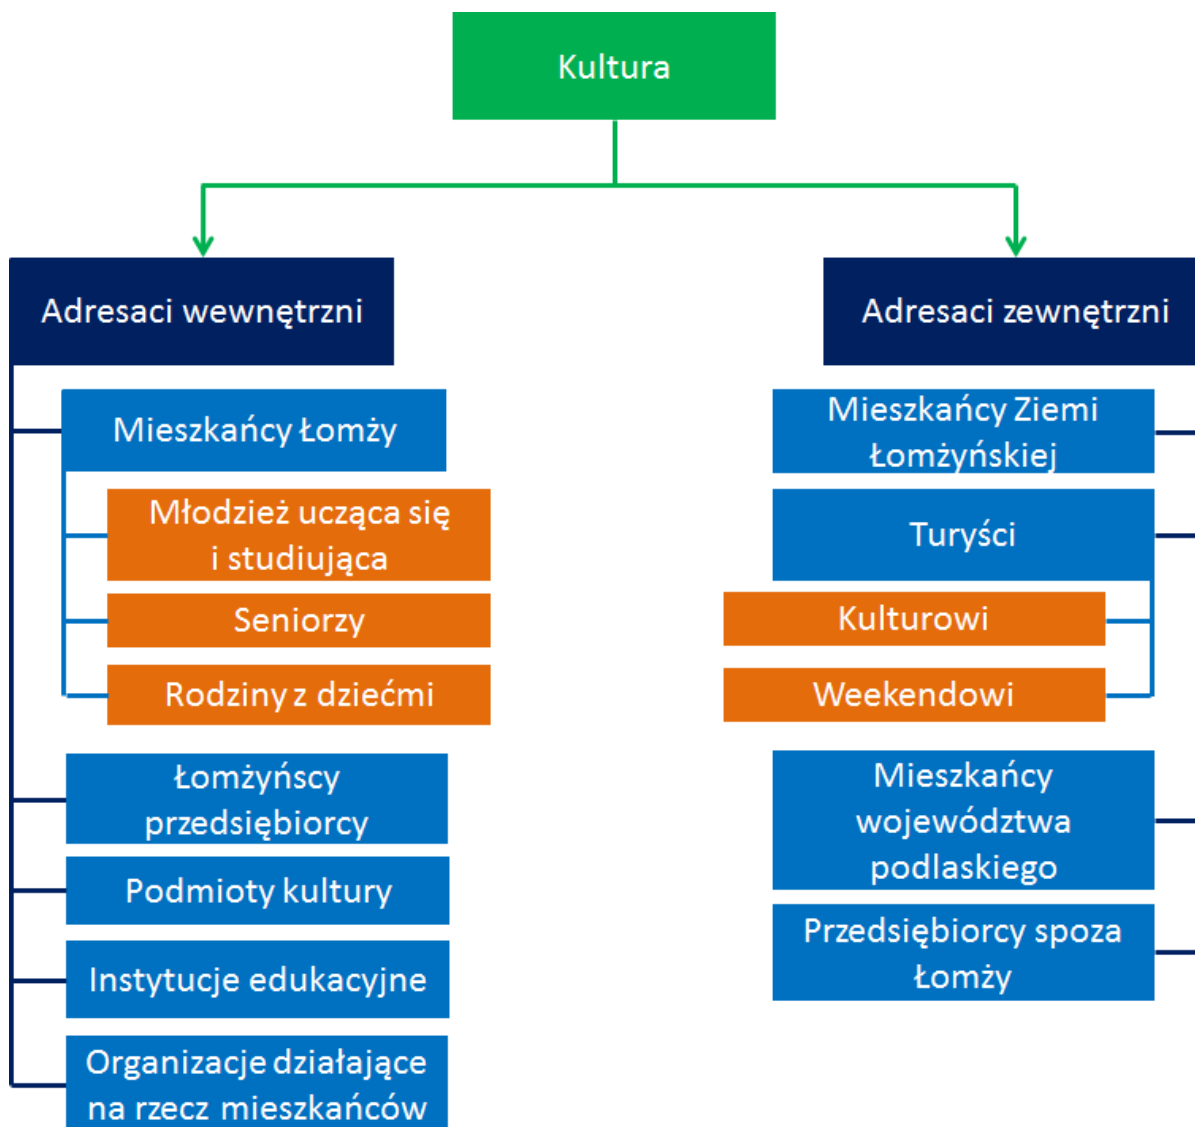 Kultura
Adresaci wewnętrzni
Mieszkańcy Łomży
Młodzież ucząca się
i studiująca
Seniorzy
Rodziny z dziećmi
Łomżyńscy
przedsiębiorcy
Podmioty kultury
Instytucje edukacyjne
Organizacje działające
na rzecz mieszkańców
Adresaci zewnętrzni
Mieszkańcy Ziemi
Łomżyńskiej
Turyści
Kulturowi
Weekendowi
Mieszkańcy
województwa
podlaskiego
Przedsiębiorcy spoza
Łomży